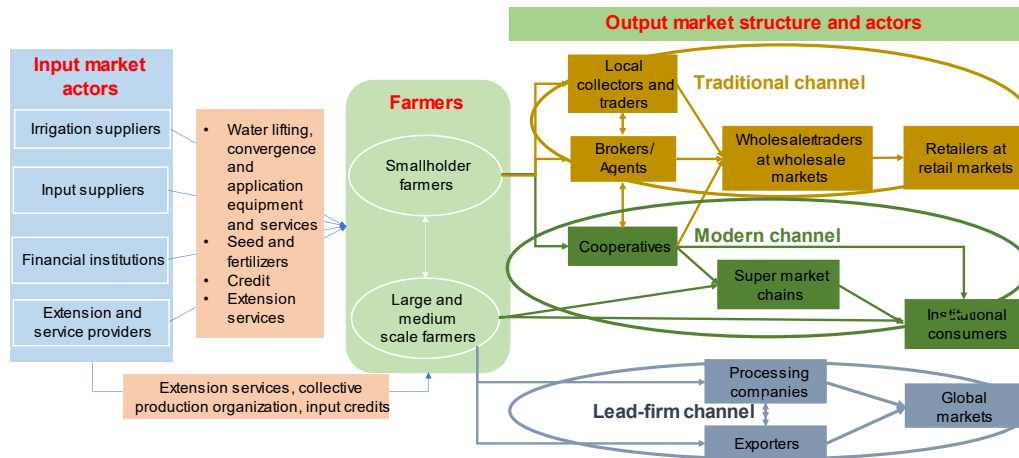 Output market structure and actors
Input market
actors
Irrigation suppliers
Input suppliers
Financial institutions
Extension and
service providers
• Water lifting,
convergence
and
application
equipment
and services
• Seed and
fertilizers
• Credit
• Extension
services
Extension services, collective
production organization, input credits
Farmers
Smallholder
farmers
Large and
medium
scale farmers
Local
collectors and
traders
Traditional channel
Brokers/
Agents
Wholesale/traders
at wholesale
markets
Retailers at
retail markets
Cooperatives
Modern channel
Super market
chains
Institutional
consumers
Processing
companies
Lead-firm channel
Exporters
Global
markets